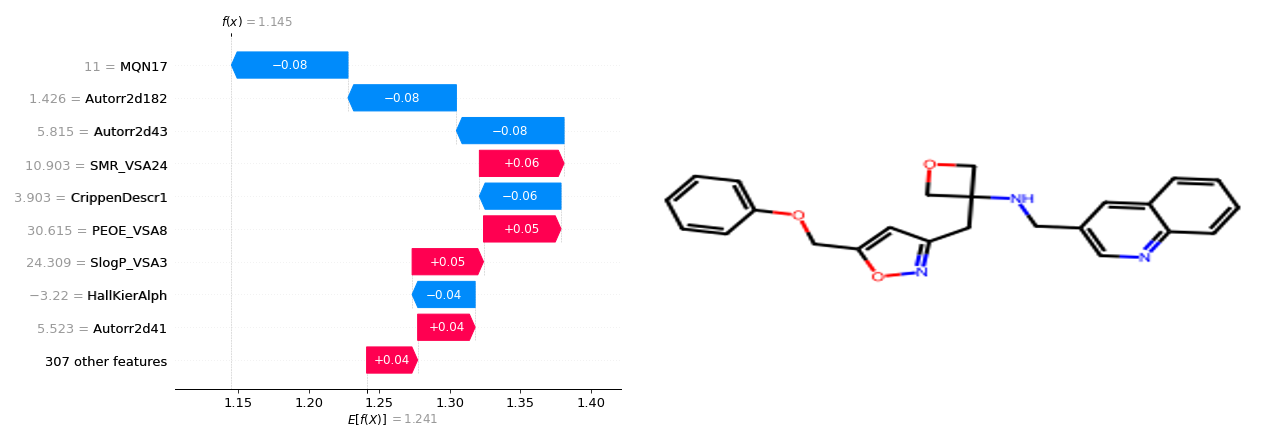 f(x) = 1.145
11 = MQN17
−0.08
1.426 = Autorr2d182
−0.08
5.815 = Autorr2d43
−0.08
10.903 = SMR_VSA24
+0.06
3.903 = CrippenDescr1
−0.06
30.615 = PEOE_VSA8
+0.05
24.309 = SlogP_VSA3
+0.05
−3.22 = HallKierAlph
−0.04
5.523 = Autorr2d41
+0.04
307 other features
+0.04
1.15 1.20 1.25 1.30 1.35 1.40
E[f(X)] = 1.241
O
NH
O
O
N
N